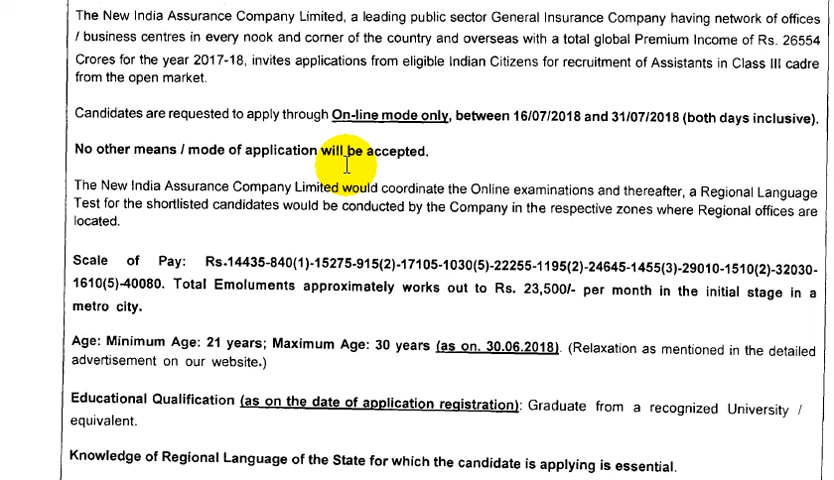 The New India Assurance Company Limited, a leading public sector General Insurance Company having network of offices
/ business centres in every nook and corner of the country and overseas with a total global Premium Income of Rs. 26554
Crores for the year 2017-18, invites applications from eligible Indian Citizens for recruitment of Assistants in Class III cadre
from the open market.
Candidates are requested to apply through On-line mode only, between 16/07/2018 and 31/07/2018 (both days inclusive).
No other means / mode of application will be accepted.
The New India Assurance Company Limited would coordinate the Online examinations and thereafter, a Regional Language
Test for the shortlisted candidates would be conducted by the Company in the respective zones where Regional offices are
located.
Scale of Pay: Rs.14435-840(1)-15275-915(2)-17105-1030(5)-22255-1195(2)-24645-1455(3)-29010-1510(2)-32030-
1610(5)-40080. Total Emoluments approximately works out to Rs. 23,500/- per month in the initial stage in a
metro city.
Age: Minimum Age: 21 years; Maximum Age: 30 years (as on. 30.06.2018). (Relaxation as mentioned in the detailed
advertisement on our website.)
Educational Qualification (as on the date of application registration): Graduate from a recognized University /
equivalent.
Knowledge of Regional Language of the State for which the candidate is applying is essential.